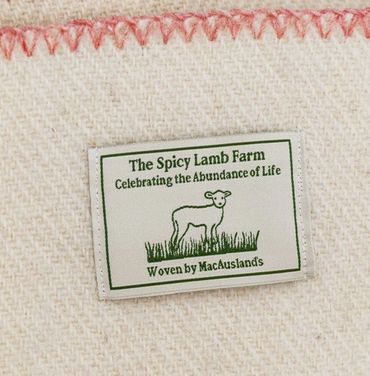 The Spicy Lamb Farm
Celebrating the Abundance of Life
Woven by MacAusland's